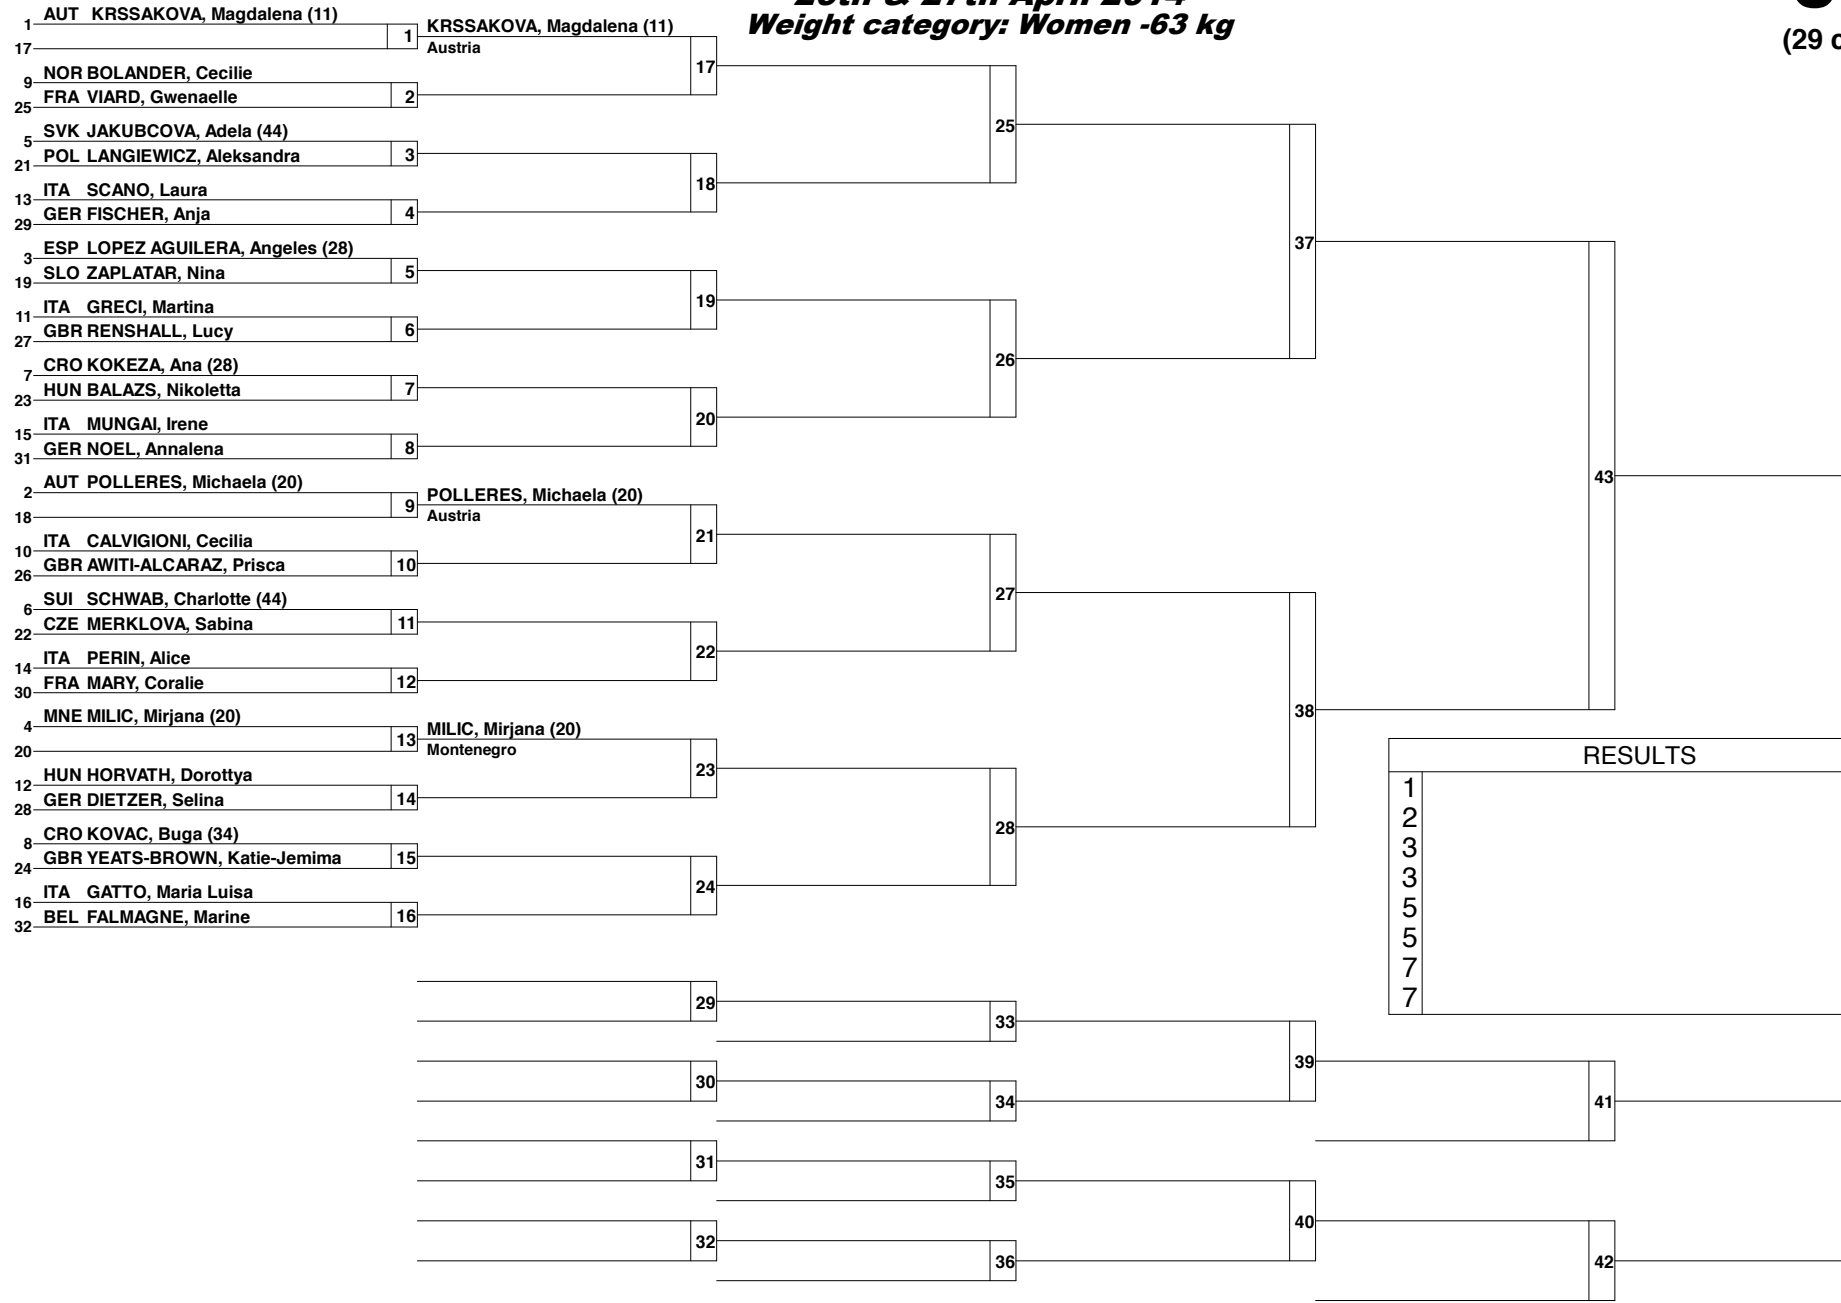 27th April 2014
Weight category: Women -63 kg
(29
1 AUT KRSSAKOVA, Magdalena (11)
17
1
KRSSAKOVA, Magdalena (11)
Austria
9 NOR BOLANDER, Cecilie
25 FRA VIARD, Gwenaelle
2
17
5 SVK JAKUBCOVA, Adela (44)
21 POL LANGIEWICZ, Aleksandra
3
13 ITA SCANO, Laura
29 GER FISCHER, Anja
4
18
25
3 ESP LOPEZ AGUILERA, Angeles (28)
19 SLO ZAPLATAR, Nina
5
11 ITA GRECI, Martina
27 GBR RENSHALL, Lucy
6
19
7 CRO KOKEZA, Ana (28)
23 HUN BALAZS, Nikoletta
7
15 ITA MUNGAI, Irene
31 GER NOEL, Annalena
8
20
26
37
2 AUT POLLERES, Michaela (20)
18
9
POLLERES, Michaela (20)
Austria
10 ITA CALVIGIONI, Cecilia
26 GBR AWITI-ALCARAZ, Prisca
10
21
6 SUI SCHWAB, Charlotte (44)
22 CZE MERKLOVA, Sabina
11
14 ITA PERIN, Alice
30 FRA MARY, Coralie
12
22
27
4 MNE MILIC, Mirjana (20)
20
13
MILIC, Mirjana (20)
Montenegro
12 HUN HORVATH, Dorottya
28 GER DIETZER, Selina
14
23
8 CRO KOVAC, Buga (34)
24 GBR YEATS-BROWN, Katie-Jemima
15
16 ITA GATTO, Maria Luisa
32 BEL FALMAGNE, Marine
16
24
28
38
43
RESULTS
1
2
3
3
5
5
7
7
29
33
30
34
39
41
31
35
32
36
40
42